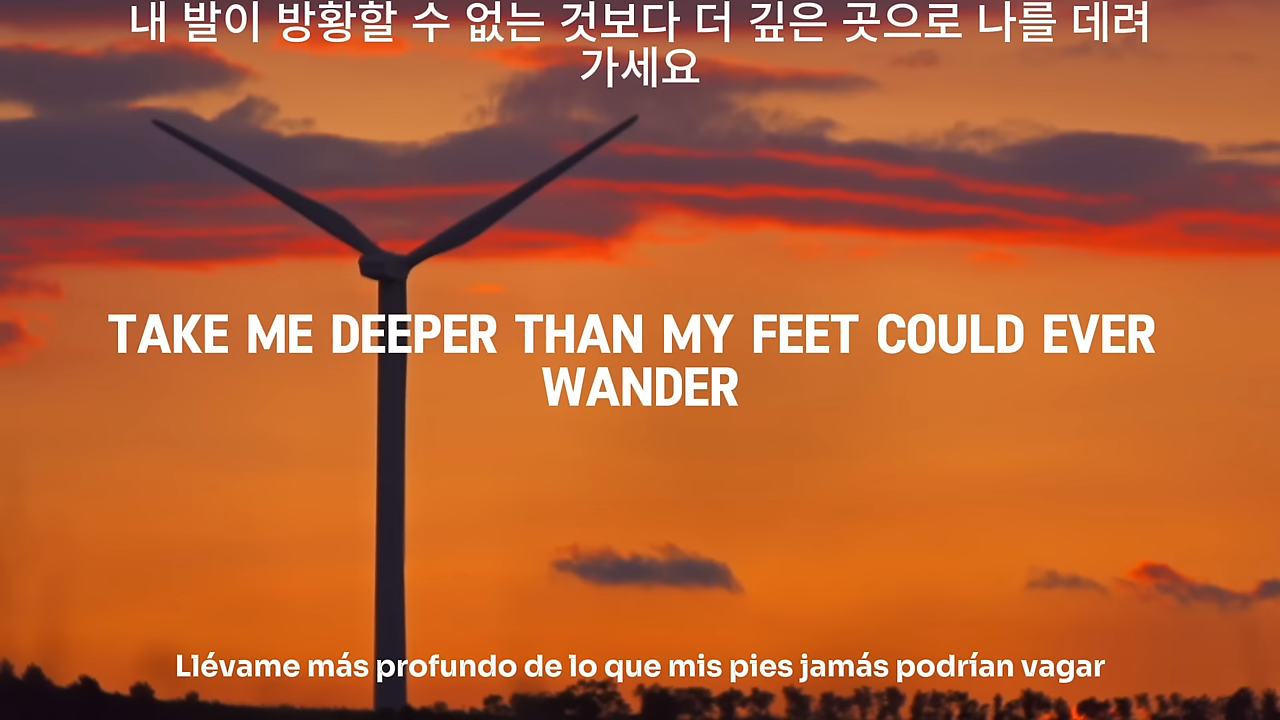 내 발이 방황할 수 없는 것보다 더 깊은 곳으로 나를 데려
가세요
TAKE ME DEEPER THAN MY FEET COULD EVER
WANDER
Llévame más profundo de lo que mis pies jamás podrían vagar